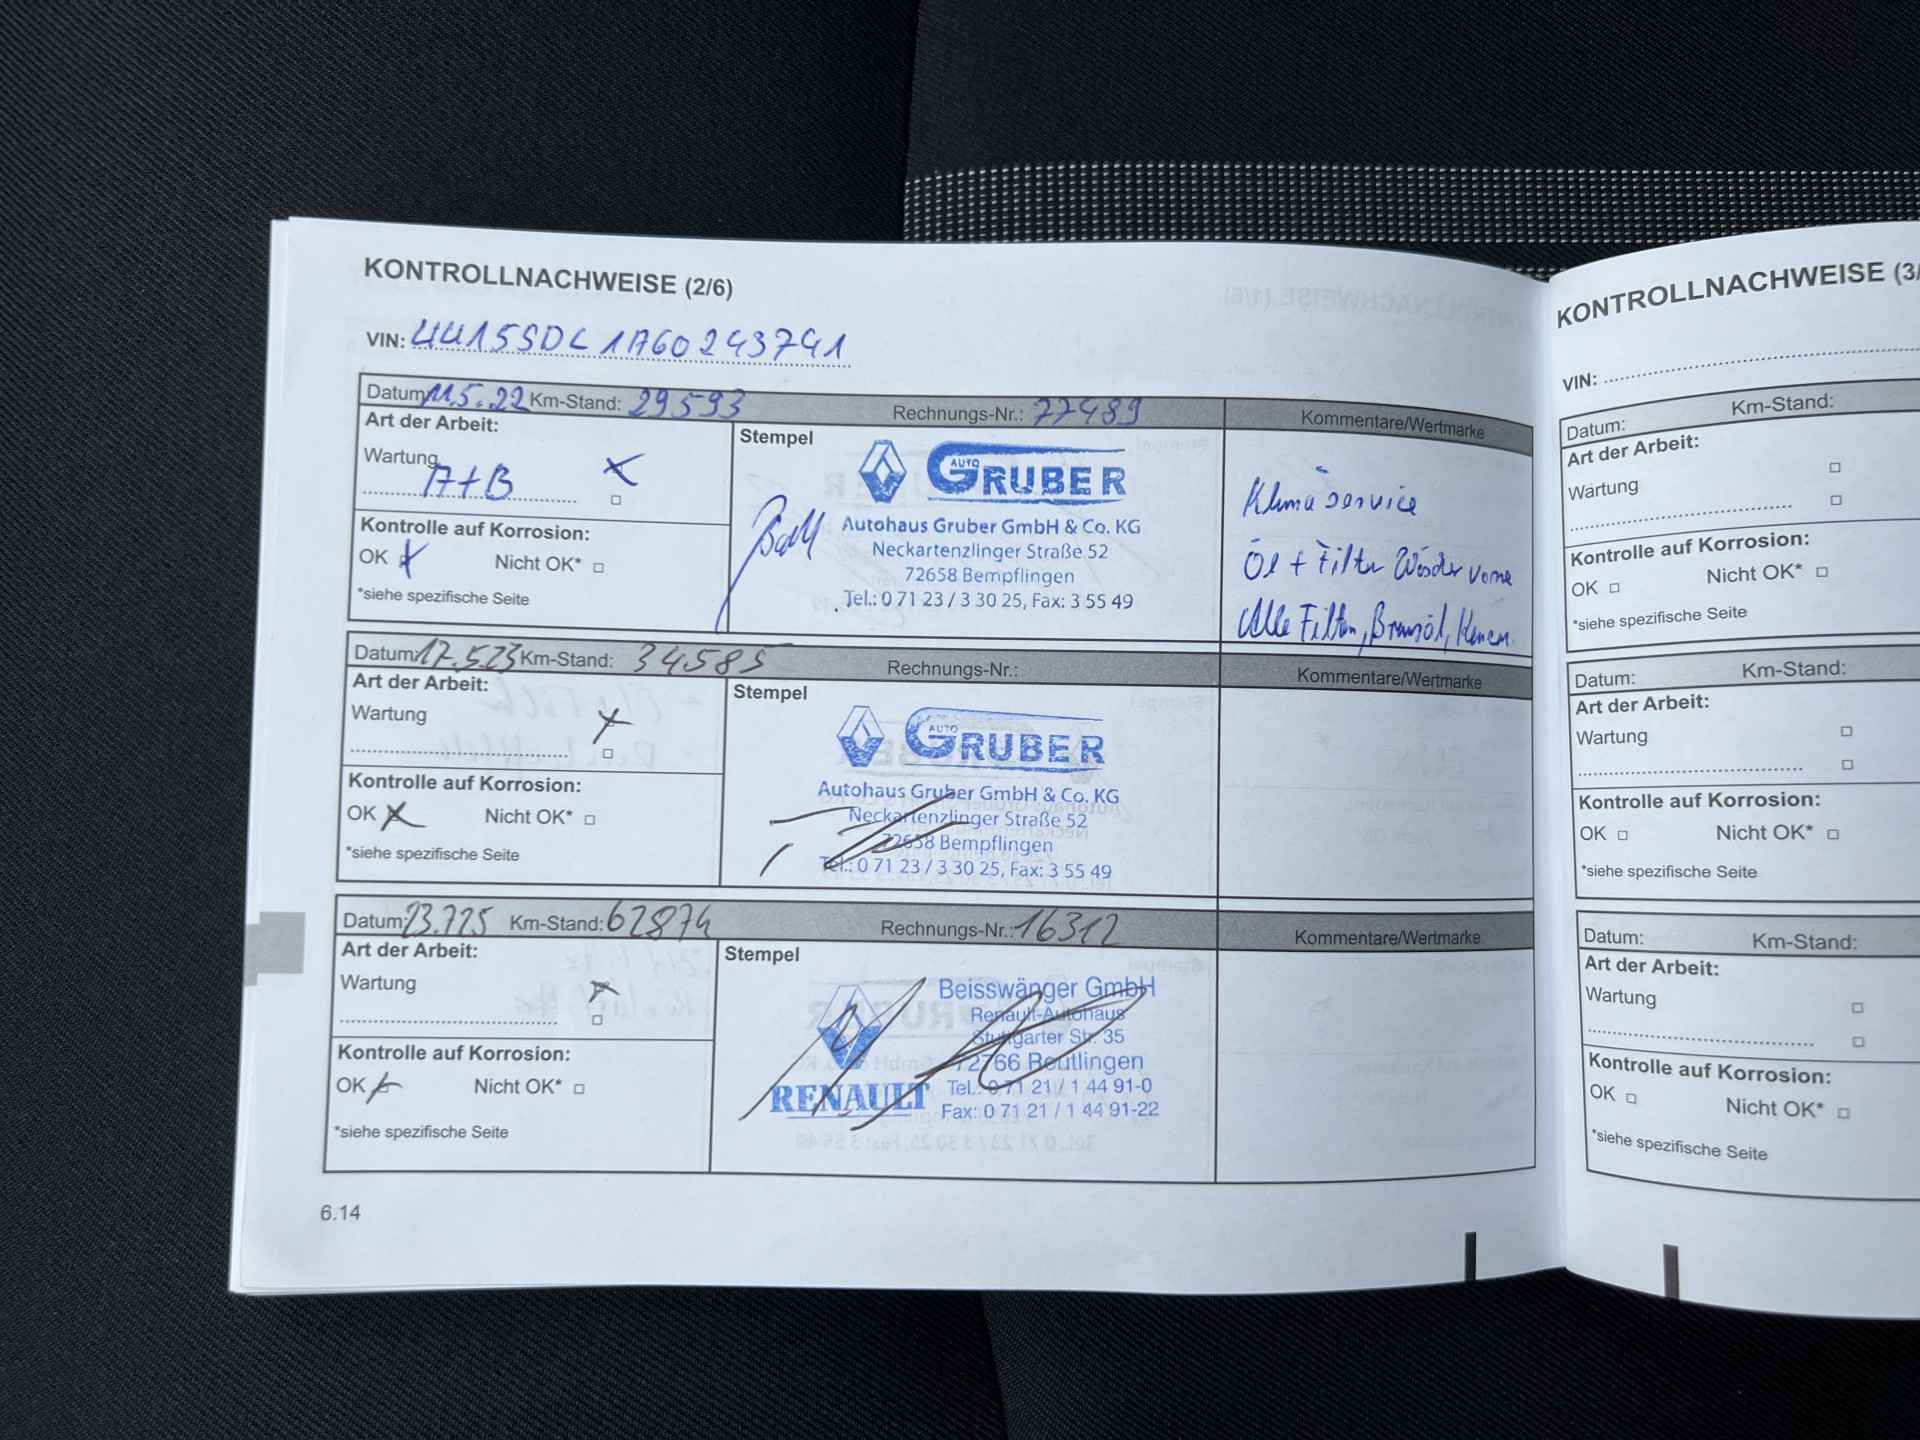 KONTROLLNACHWEISE (2/6)
VIN: UU15SDL1A60243741
Datum: 11.5.22 Km-Stand: 29593 Rechnungs-Nr.: 77489 Kommentare/Wertmarke
Art der Arbeit:
Wartung
A+B
Kontrolle auf Korrosion:
OK Nicht OK*
*siehe spezifische Seite
Stempel
AUTO GRUBER
Autohaus Gruber GmbH & Co. KG
Neckartenzlinger Straße 52
72658 Bempflingen
Tel.: 0 71 23 / 3 30 25, Fax: 3 55 49
Klima service
Öl + Filter vorne
Alle Filter, Bremsöl,
Datum: 17.5.23 Km-Stand: 34585 Rechnungs-Nr.: Kommentare/Wertmarke
Art der Arbeit:
Wartung
Kontrolle auf Korrosion:
OK Nicht OK*
*siehe spezifische Seite
Stempel
AUTO GRUBER
Autohaus Gruber GmbH & Co. KG
Neckartenzlinger Straße 52
72658 Bempflingen
Tel.: 0 71 23 / 3 30 25, Fax: 3 55 49
Datum: 23.7.25 Km-Stand: 62874 Rechnungs-Nr.: 16312 Kommentare/Wertmarke
Art der Arbeit:
Wartung
Kontrolle auf Korrosion:
OK Nicht OK*
*siehe spezifische Seite
Stempel
RENAULT
Beisswänger GmbH
Renault-Autohaus
Stuttgarter Str. 35
72766 Reutlingen
Tel.: 0 71 21 / 1 44 91-0
Fax: 0 71 21 / 1 44 91-22
6.14
KONTROLLNACHWEISE (3/
VIN:
Datum: Km-Stand:
Art der Arbeit:
Wartung
Kontrolle auf Korrosion:
OK Nicht OK*
*siehe spezifische Seite
Datum: Km-Stand:
Art der Arbeit:
Wartung
Kontrolle auf Korrosion:
OK Nicht OK*
*siehe spezifische Seite
Datum: Km-Stand:
Art der Arbeit:
Wartung
Kontrolle auf Korrosion:
OK Nicht OK*
*siehe spezifische Seite